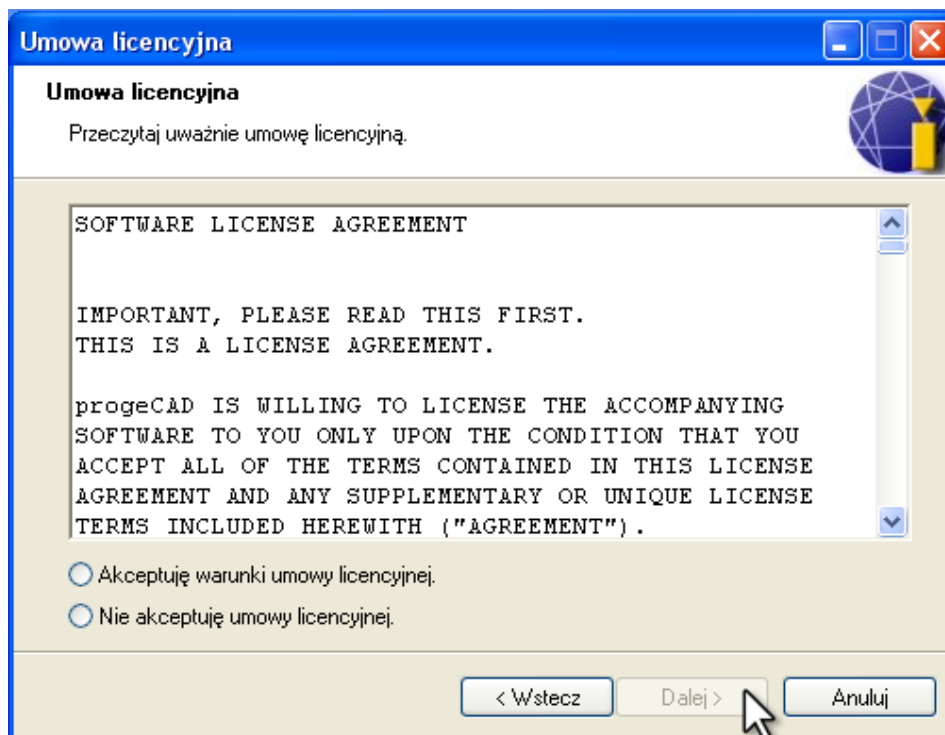 Umowa licencyjna
Umowa licencyjna
Przeczytaj uważnie umowę licencyjną.
SOFTWARE LICENSE AGREEMENT
IMPORTANT, PLEASE READ THIS FIRST.
THIS IS A LICENSE AGREEMENT.
progeCAD IS WILLING TO LICENSE THE ACCOMPANYING
SOFTWARE TO YOU ONLY UPON THE CONDITION THAT YOU
ACCEPT ALL OF THE TERMS CONTAINED IN THIS LICENSE
AGREEMENT AND ANY SUPPLEMENTARY OR UNIQUE LICENSE
TERMS INCLUDED HEREWITH ("AGREEMENT").
Akceptuję warunki umowy licencyjnej.
Nie akceptuję umowy licencyjnej.
< Wstecz Dalej > Anuluj